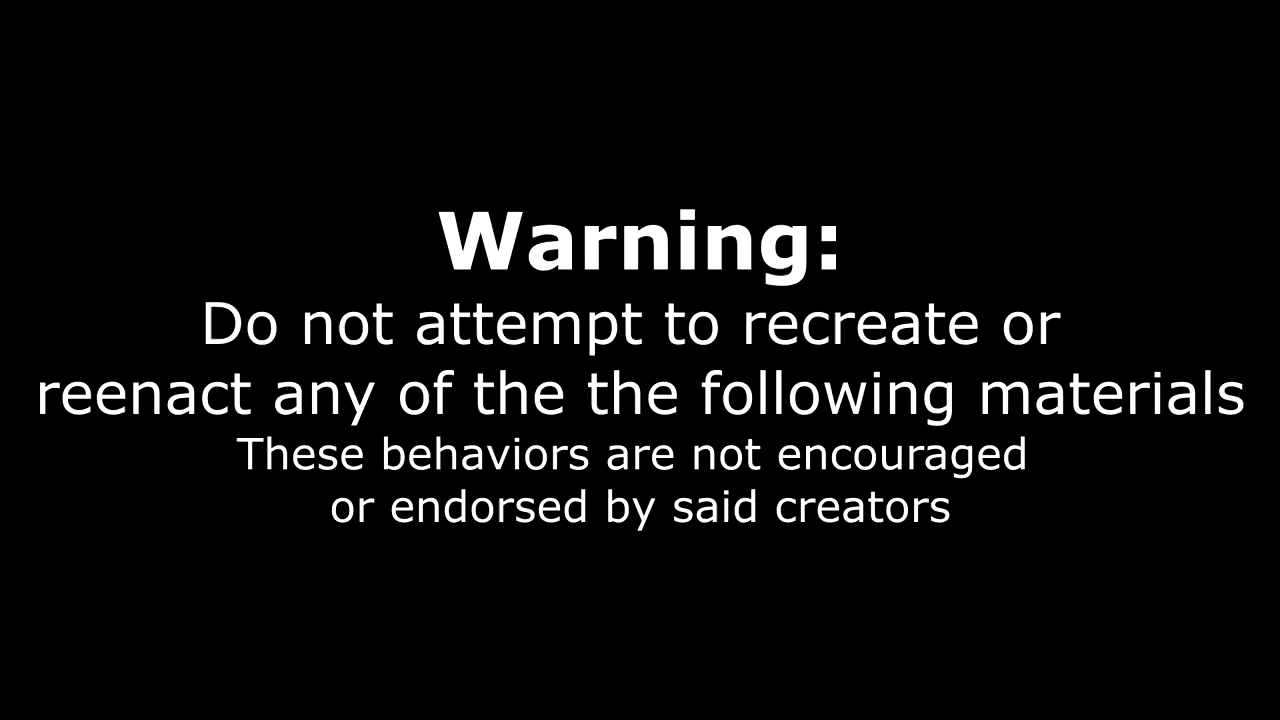 Warning:
Do not attempt to recreate or
reenact any of the the following materials
These behaviors are not encouraged
or endorsed by said creators